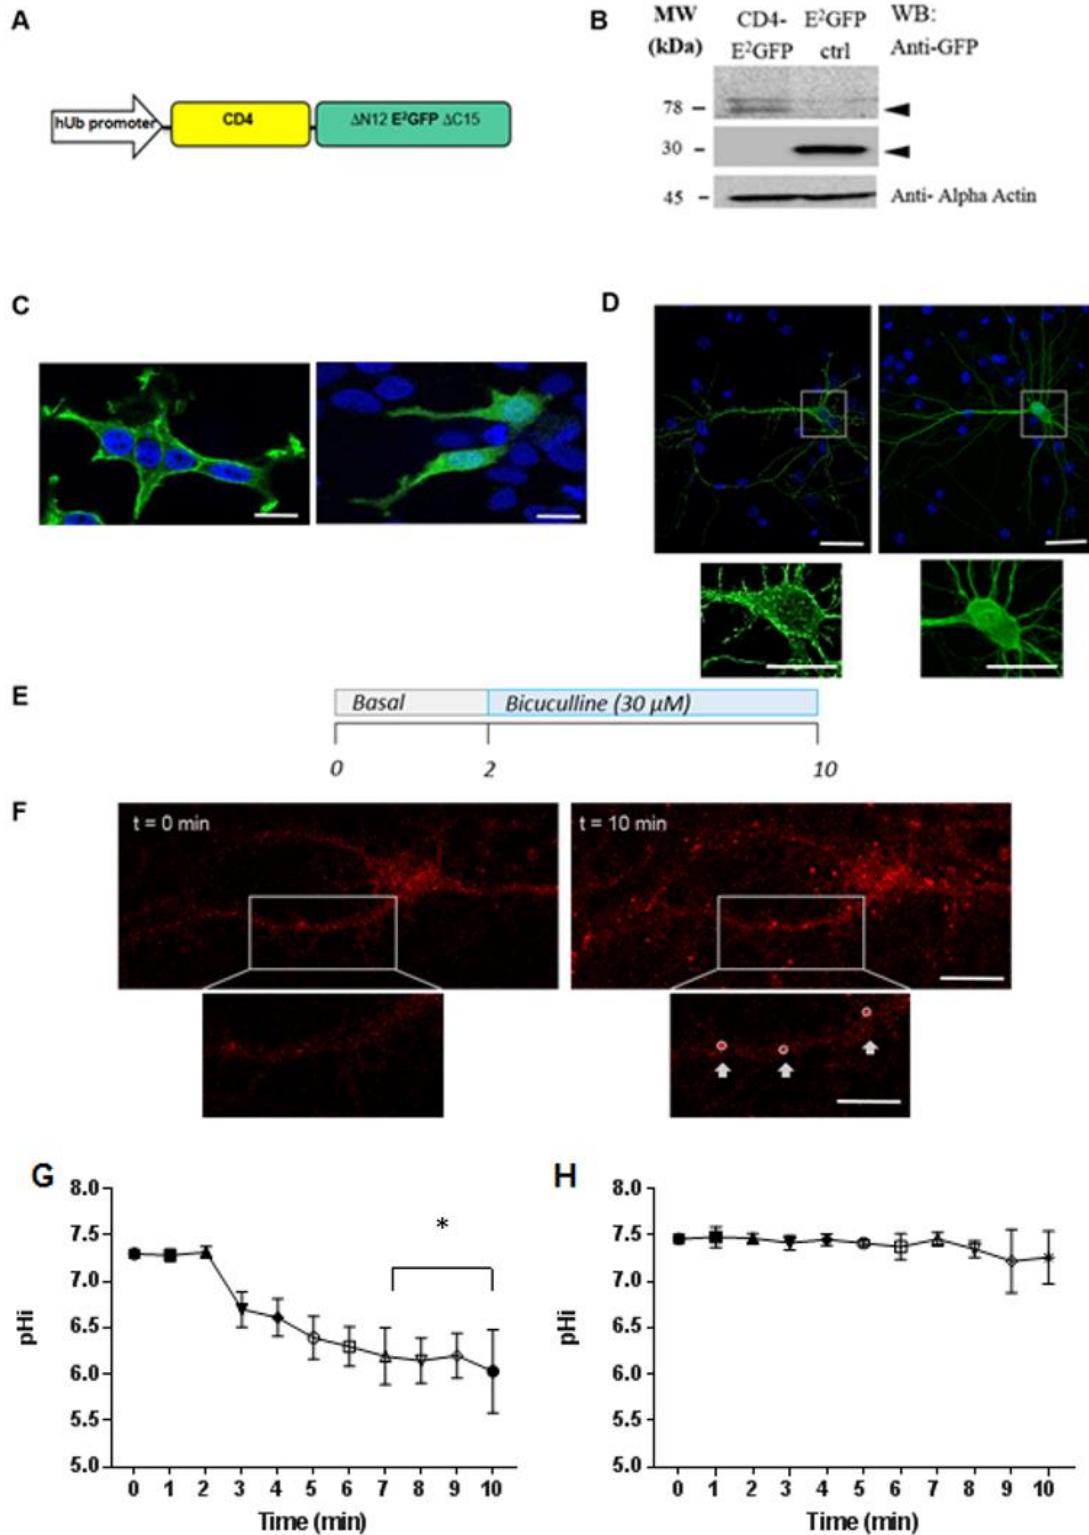 A
hUb promoter
CD4
ΔN12 E²GFP ΔC15
B
MW
(kDa)
CD4-
E²GFP
E²GFP
ctrl
WB:
Anti-GFP
78 -
30 -
45 -
Anti- Alpha Actin
C
D
E
Basal
Bicuculline (30 µM)
0
2
10
F
t = 0 min
t = 10 min
G
8.0
7.5
7.0
6.5
6.0
5.5
5.0
pHi
*
0 1 2 3 4 5 6 7 8 9 10
Time (min)
H
8.0
7.5
7.0
6.5
6.0
5.5
5.0
pHi
0 1 2 3 4 5 6 7 8 9 10
Time (min)